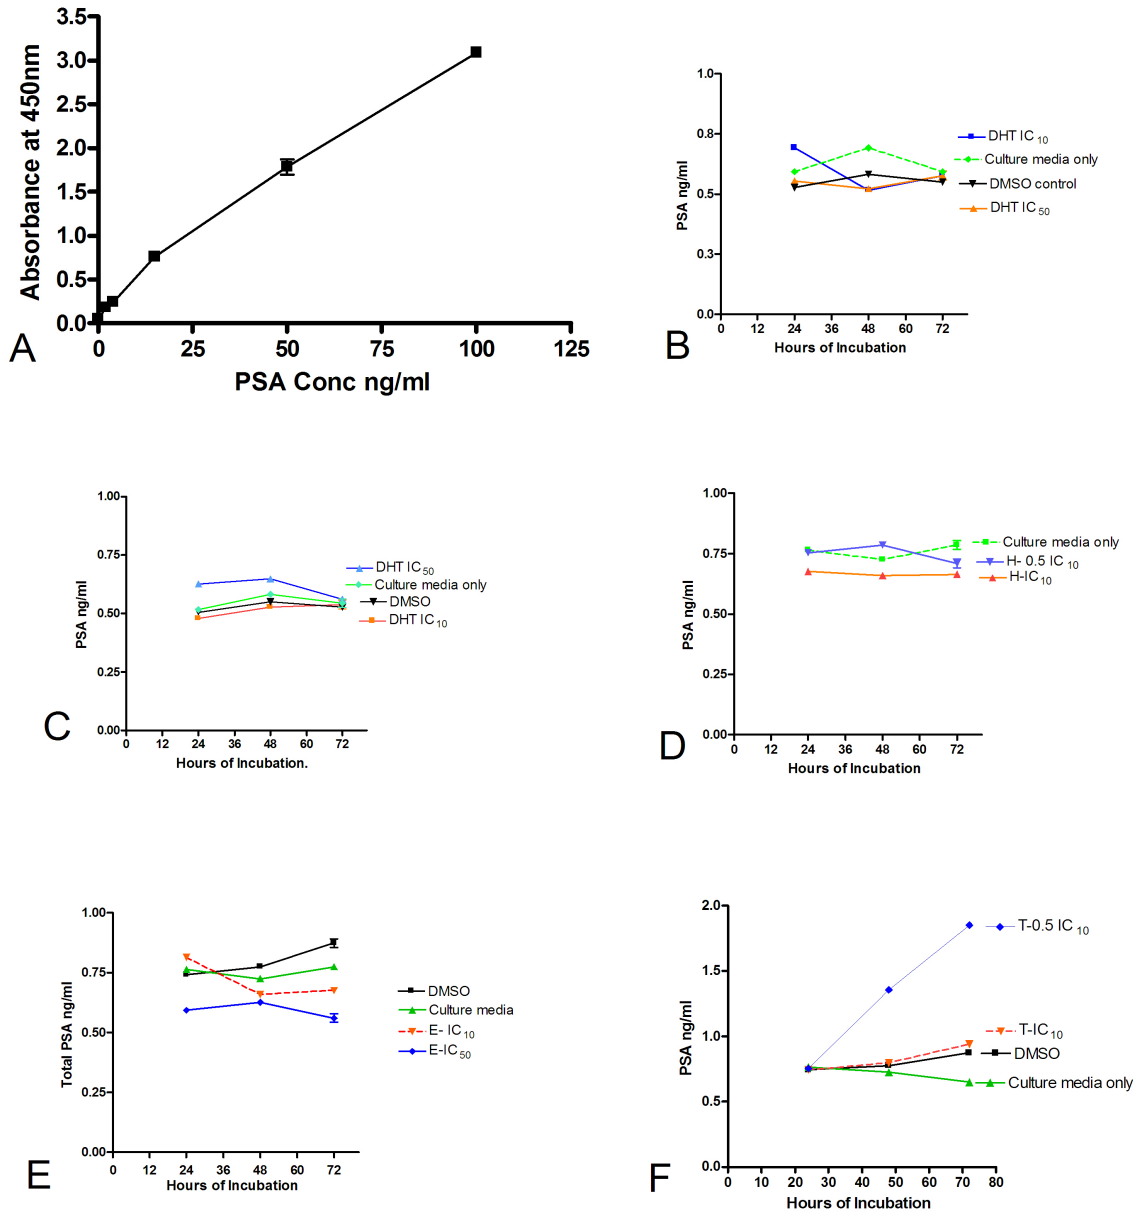 3.5
3.0
2.5
2.0
1.5
1.0
0.5
0.0
Absorbance at 450nm
0 25 50 75 100 125
PSA Conc ng/ml
A
1.0
0.8
0.5
0.3
0.0
PSA ng/ml
0 12 24 36 48 60 72
Hours of Incubation
DHT IC 10
Culture media only
DMSO control
DHT IC 50
B
1.00
0.75
0.50
0.25
0.00
PSA ng/ml
0 12 24 36 48 60 72
Hours of Incubation.
DHT IC 50
Culture media only
DMSO
DHT IC 10
C
1.00
0.75
0.50
0.25
0.00
PSA ng/ml
0 12 24 36 48 60 72
Hours of Incubation
Culture media only
H- 0.5 IC 10
H-IC 10
D
1.00
0.75
0.50
0.25
0.00
Total PSA ng/ml
0 12 24 36 48 60 72
Hours of Incubation
DMSO
Culture media
E- IC 10
E-IC 50
E
2.0
1.5
1.0
0.5
0.0
PSA ng/ml
0 10 20 30 40 50 60 70 80
Hours of Incubation
T-0.5 IC 10
T-IC 10
DMSO
Culture media only
F